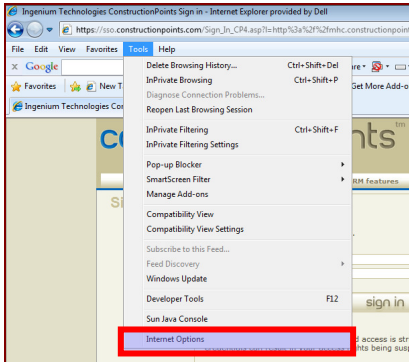 Ingenium Technologies ConstructionPoints Sign in - Internet Explorer provided by Dell
https://sso.constructionpoints.com/Sign_In_CP4.asp?l=http%3a%2f%2fmhc.constructionpoint
File Edit View Favorites Tools Help
x Google
Favorites New T
Get More Add-o
Ingenium Technologies Co
Delete Browsing History... Ctrl+Shift+Del
InPrivate Browsing Ctrl+Shift+P
Diagnose Connection Problems...
Reopen Last Browsing Session
InPrivate Filtering Ctrl+Shift+F
InPrivate Filtering Settings
Pop-up Blocker
SmartScreen Filter
Manage Add-ons
Compatibility View
Compatibility View Settings
Subscribe to this Feed...
Feed Discovery
Windows Update
Developer Tools F12
Sun Java Console
Internet Options
co
nts™
RM features
Si
sign in
d access is str
hts being susp